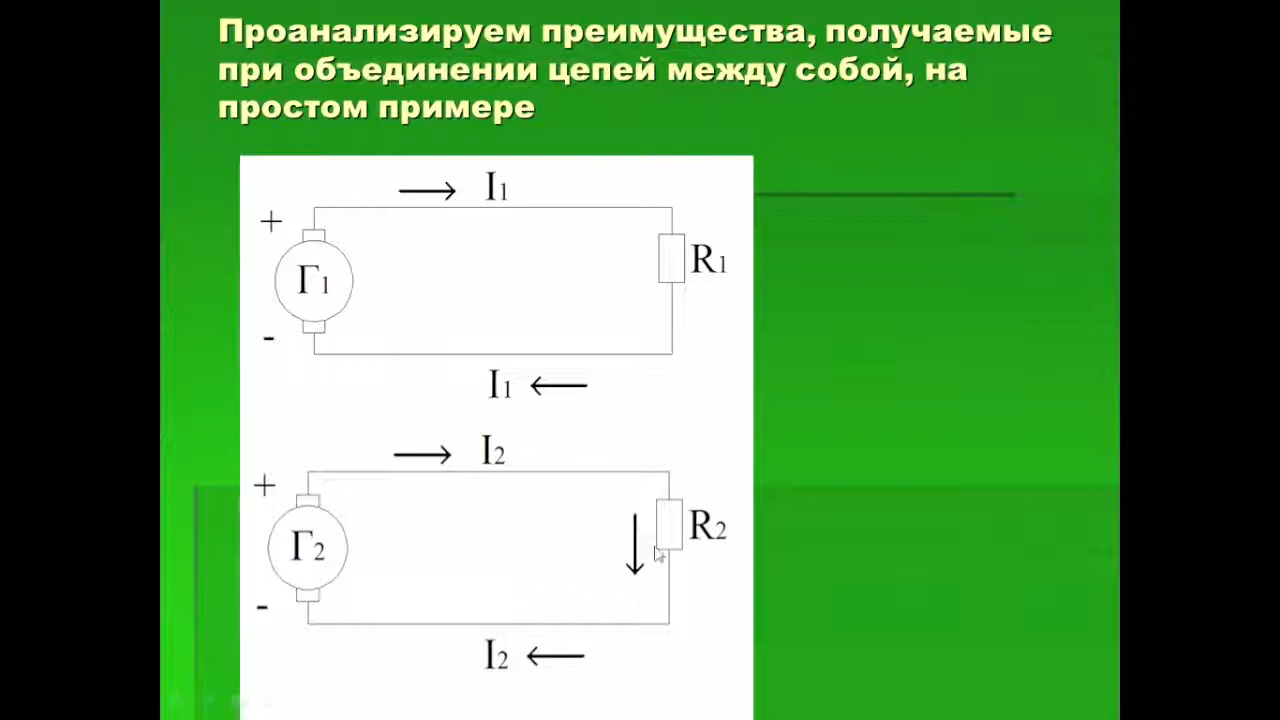 Проанализируем преимущества, получаемые
при объединении цепей между собой, на
простом примере
I1
+
Г1
R1
-
I1
I2
+
Г2
R2
-
I2